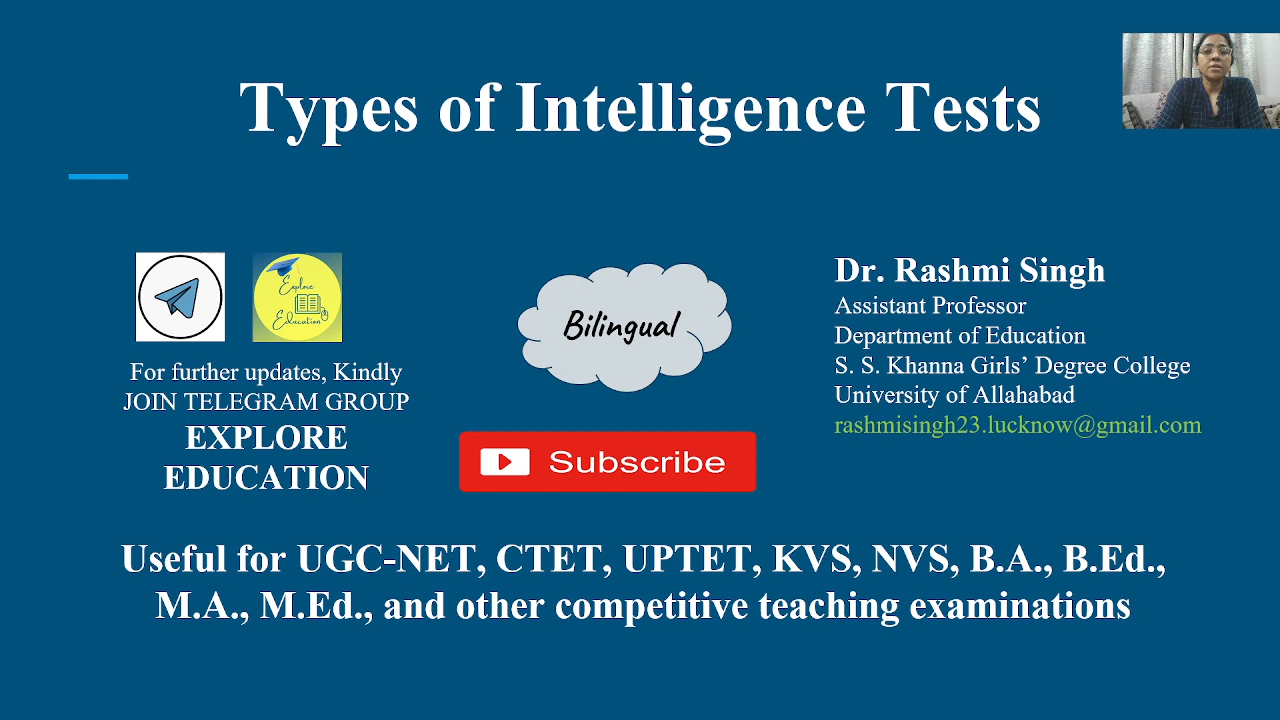 Types of Intelligence Tests
Explore
Education
For further updates, Kindly
JOIN TELEGRAM GROUP
EXPLORE
EDUCATION
Bilingual
Subscribe
Dr. Rashmi Singh
Assistant Professor
Department of Education
S. S. Khanna Girls’ Degree College
University of Allahabad
rashmisingh23.lucknow@gmail.com
Useful for UGC-NET, CTET, UPTET, KVS, NVS, B.A., B.Ed.,
M.A., M.Ed., and other competitive teaching examinations